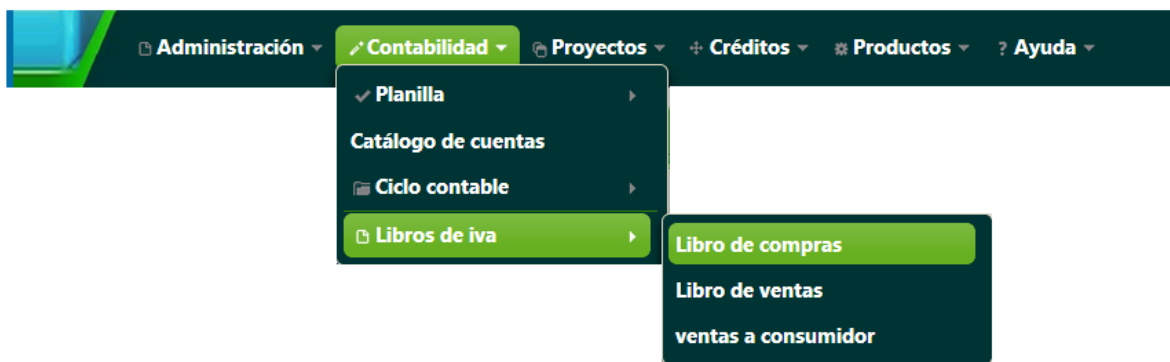 Administración Contabilidad Proyectos Créditos Productos ? Ayuda
Planilla
Catálogo de cuentas
Ciclo contable
Libros de iva
Libro de compras
Libro de ventas
ventas a consumidor